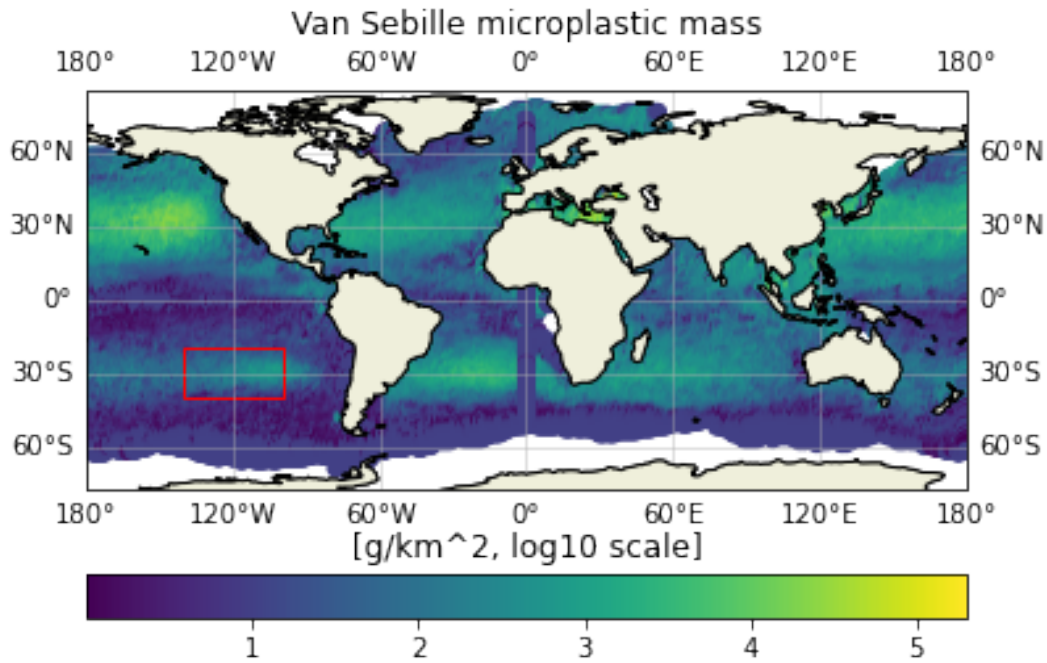 Van Sebille microplastic mass
180° 120°W 60°W 0° 60°E 120°E 180°
60°N 60°N
30°N 30°N
0° 0°
30°S 30°S
60°S 60°S
180° 120°W 60°W 0° 60°E 120°E 180°
[g/km^2, log10 scale]
1 2 3 4 5